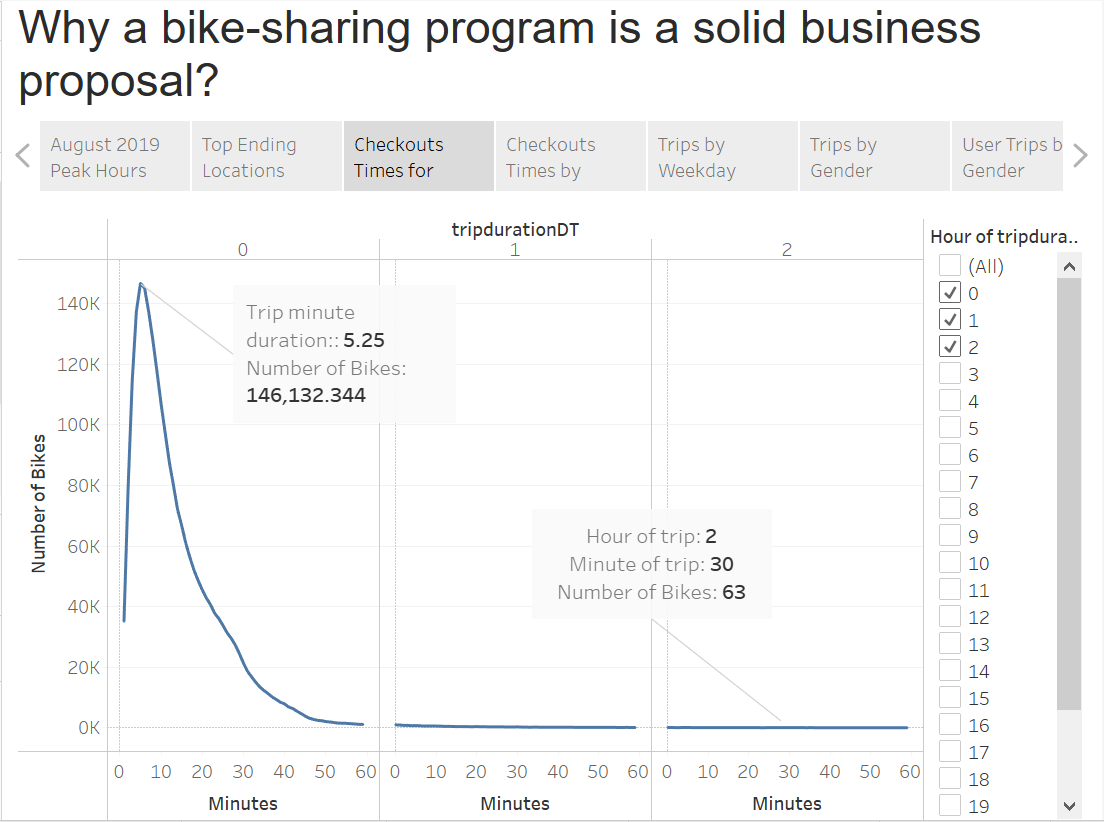 Why a bike-sharing program is a solid business
proposal?
August 2019
Peak Hours
Top Ending
Locations
Checkouts
Times for
Checkouts
Times by
Trips by
Weekday
Trips by
Gender
User Trips b
Gender
tripdurationDT
0
1
2
Number of Bikes
140K
120K
100K
80K
60K
40K
20K
0K
Trip minute
duration:: 5.25
Number of Bikes:
146,132.344
Hour of trip: 2
Minute of trip: 30
Number of Bikes: 63
0 10 20 30 40 50 60
0 10 20 30 40 50 60
0 10 20 30 40 50 60
Minutes
Minutes
Minutes
Hour of tripdura..
(All)
0
1
2
3
4
5
6
7
8
9
10
11
12
13
14
15
16
17
18
19